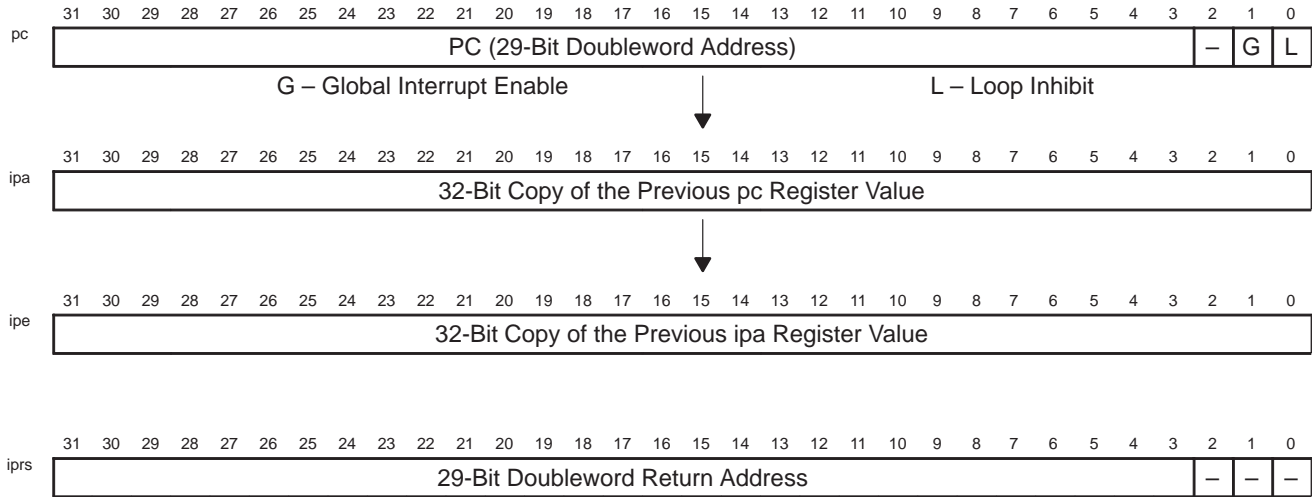 31 30 29 28 27 26 25 24 23 22 21 20 19 18 17 16 15 14 13 12 11 10 9 8 7 6 5 4 3 2 1 0
pc PC (29-Bit Doubleword Address) – G L
G – Global Interrupt Enable L – Loop Inhibit
31 30 29 28 27 26 25 24 23 22 21 20 19 18 17 16 15 14 13 12 11 10 9 8 7 6 5 4 3 2 1 0
ipa 32-Bit Copy of the Previous pc Register Value
31 30 29 28 27 26 25 24 23 22 21 20 19 18 17 16 15 14 13 12 11 10 9 8 7 6 5 4 3 2 1 0
ipe 32-Bit Copy of the Previous ipa Register Value
31 30 29 28 27 26 25 24 23 22 21 20 19 18 17 16 15 14 13 12 11 10 9 8 7 6 5 4 3 2 1 0
iprs 29-Bit Doubleword Return Address – – –